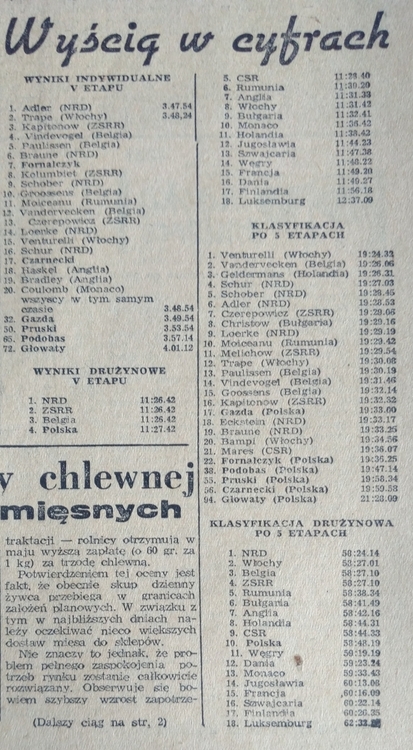 Wyścig w cyfrach
WYNIKI INDYWIDUALNE
V ETAPU
1. Adler (NRD) 3.47.54
2. Trape (Włochy) 3.48.24
3. Kapitonow (ZSRR)
4. Vindevogel (Belgia)
5. Paulissen (Belgia)
6. Braune (NRD)
7. Fornalczyk
8. Kolumbiet (ZSRR)
9. Schober (NRD)
10. Goossens (Belgia)
11. Moiceanu (Rumunia)
12. Vandervecken (Belgia)
13. Czerepowicz (ZSRR)
14. Loerke (NRD)
15. Venturelli (Włochy)
16. Schur (NRD)
17. Czarnecki
18. Haskel (Anglia)
19. Bradley (Anglia)
20. Coulomb (Monaco)
wszyscy w tym samym
czasie 3.48.54
32. Gazda 3.49.54
50. Pruski 3.53.54
65. Podobas 3.57.14
72. Głowaty 4.01.12
WYNIKI DRUŻYNOWE
V ETAPU
1. NRD 11:26.42
2. ZSRR 11:26.42
3. Belgia 11:26.42
4. Polska 11:27.42
5. CSR 11:28.40
6. Rumunia 11:30.20
7. Anglia 11:31.33
8. Włochy 11:31.42
9. Bułgaria 11:32.41
10. Monaco 11:36.42
11. Holandia 11:38.43
12. Jugosławia 11:44.23
13. Szwajcaria 11:47.38
14. Węgry 11:48.22
15. Francja 11:49.20
16. Dania 11:49.27
17. Finlandia 11:56.18
18. Luksemburg 12:37.09
KLASYFIKACJA
PO 5 ETAPACH
1. Venturelli (Włochy) 19:24.33
2. Vandervecken (Belgia) 19:26.06
3. Geldermans (Holandia) 19:26.31
4. Schur (NRD) 19:27.03
5. Schober (NRD) 19:28.45
6. Adler (NRD) 19:28.53
7. Czerepowicz (ZSRR) 19:29.06
8. Christow (Bułgaria) 19:29.16
9. Loerke (NRD) 19:29.19
10. Moiceanu (Rumunia) 19:29.42
11. Melichow (ZSRR) 19:29.54
12. Trape (Włochy) 19:30.08
13. Paulissen (Belgia) 19:30.19
14. Vindevogel (Belgia) 19:31.46
15. Goossens (Belgia) 19:32.14
16. Kapitonow (ZSRR) 19:32.32
17. Gazda (Polska) 19:33.00
18. Eckstein (NRD) 19:33.17
19. Braune (NRD) 19:33.25
20. Bampi (Włochy) 19:34.56
21. Mares (CSR) 19:36.07
22. Fornalczyk (Polska) 19:36.25
38. Podobas (Polska) 19:47.14
55. Pruski (Polska) 19:58.34
56. Czarnecki (Polska) 19:59.58
94. Głowaty (Polska) 21:28.09
KLASYFIKACJA DRUŻYNOWA
PO 5 ETAPACH
1. NRD 58:24.14
2. Włochy 58:27.01
3. Belgia 58:27.10
4. ZSRR 58:27.10
5. Rumunia 58:38.34
6. Bułgaria 58:41.49
7. Anglia 58:42.16
8. Holandia 58:44.31
9. CSR 58:44.33
10. Polska 58:48.19
11. Węgry 59:15.19
12. Dania 59:23.24
13. Monaco 59:33.43
14. Jugosławia 60:13.08
15. Francja 60:16.09
16. Szwajcaria 60:22.14
17. Finlandia 60:26.35
18. Luksemburg 62:33
y chlewnej
mięsnych
traktacji — rolnicy otrzymują w
maju wyższą zapłatę (o 60 gr. za
1 kg) za trzodę chlewną.
Potwierdzeniem tej oceny jest
fakt, że obecnie skup dzienny
żywca przebiega w granicach
założeń planowych. W związku z
tym w najbliższych dniach na-
leży oczekiwać nieco większych
dostaw mięsa do sklepów.
Nie znaczy to jednak, że pro-
blem pełnego zaspokojenia po-
trzeb rynku zostanie całkowicie
rozwiązany. Obserwuje się bo-
wiem szybszy wzrost zapotrze-
(Dalszy ciąg na str. 2)